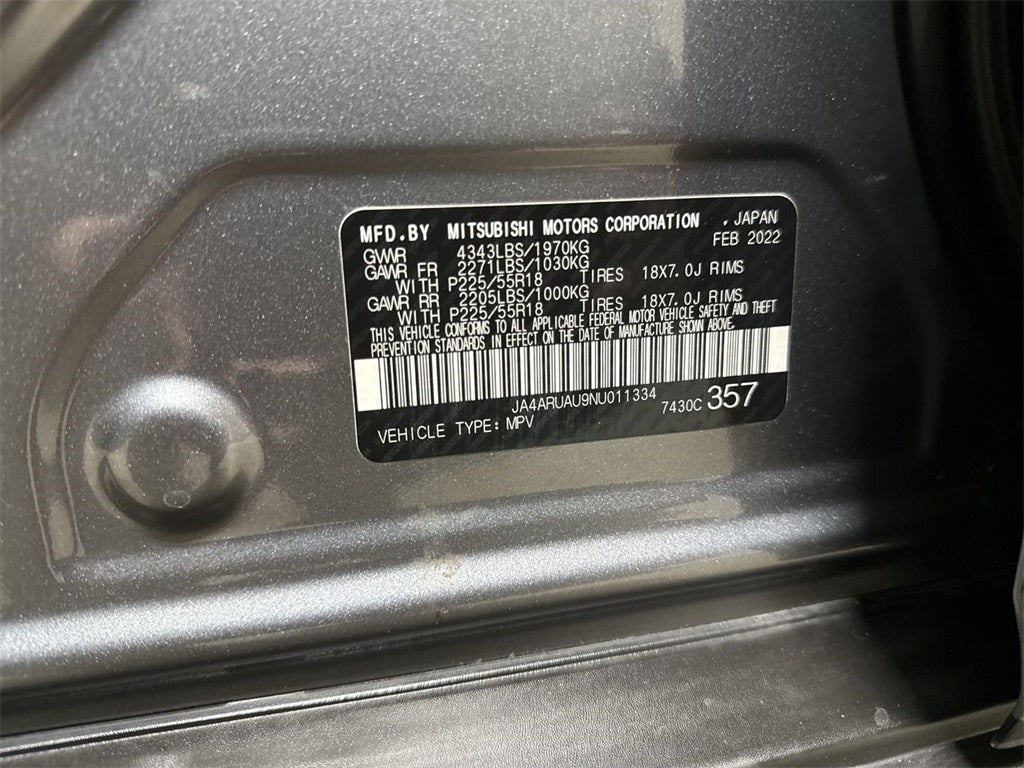 MFD.BY MITSUBISHI MOTORS CORPORATION . JAPAN
GVWR 4343LBS/1970KG FEB 2022
GAWR FR 2271LBS/1030KG
WITH P225/55R18 TIRES 18X7.0J RIMS
GAWR RR 2205LBS/1000KG
WITH P225/55R18 TIRES 18X7.0J RIMS
THIS VEHICLE CONFORMS TO ALL APPLICABLE FEDERAL MOTOR VEHICLE SAFETY AND THEFT
PREVENTION STANDARDS IN EFFECT ON THE DATE OF MANUFACTURE SHOWN ABOVE.
JA4ARUAU9NU011334
7430C 357
VEHICLE TYPE: MPV